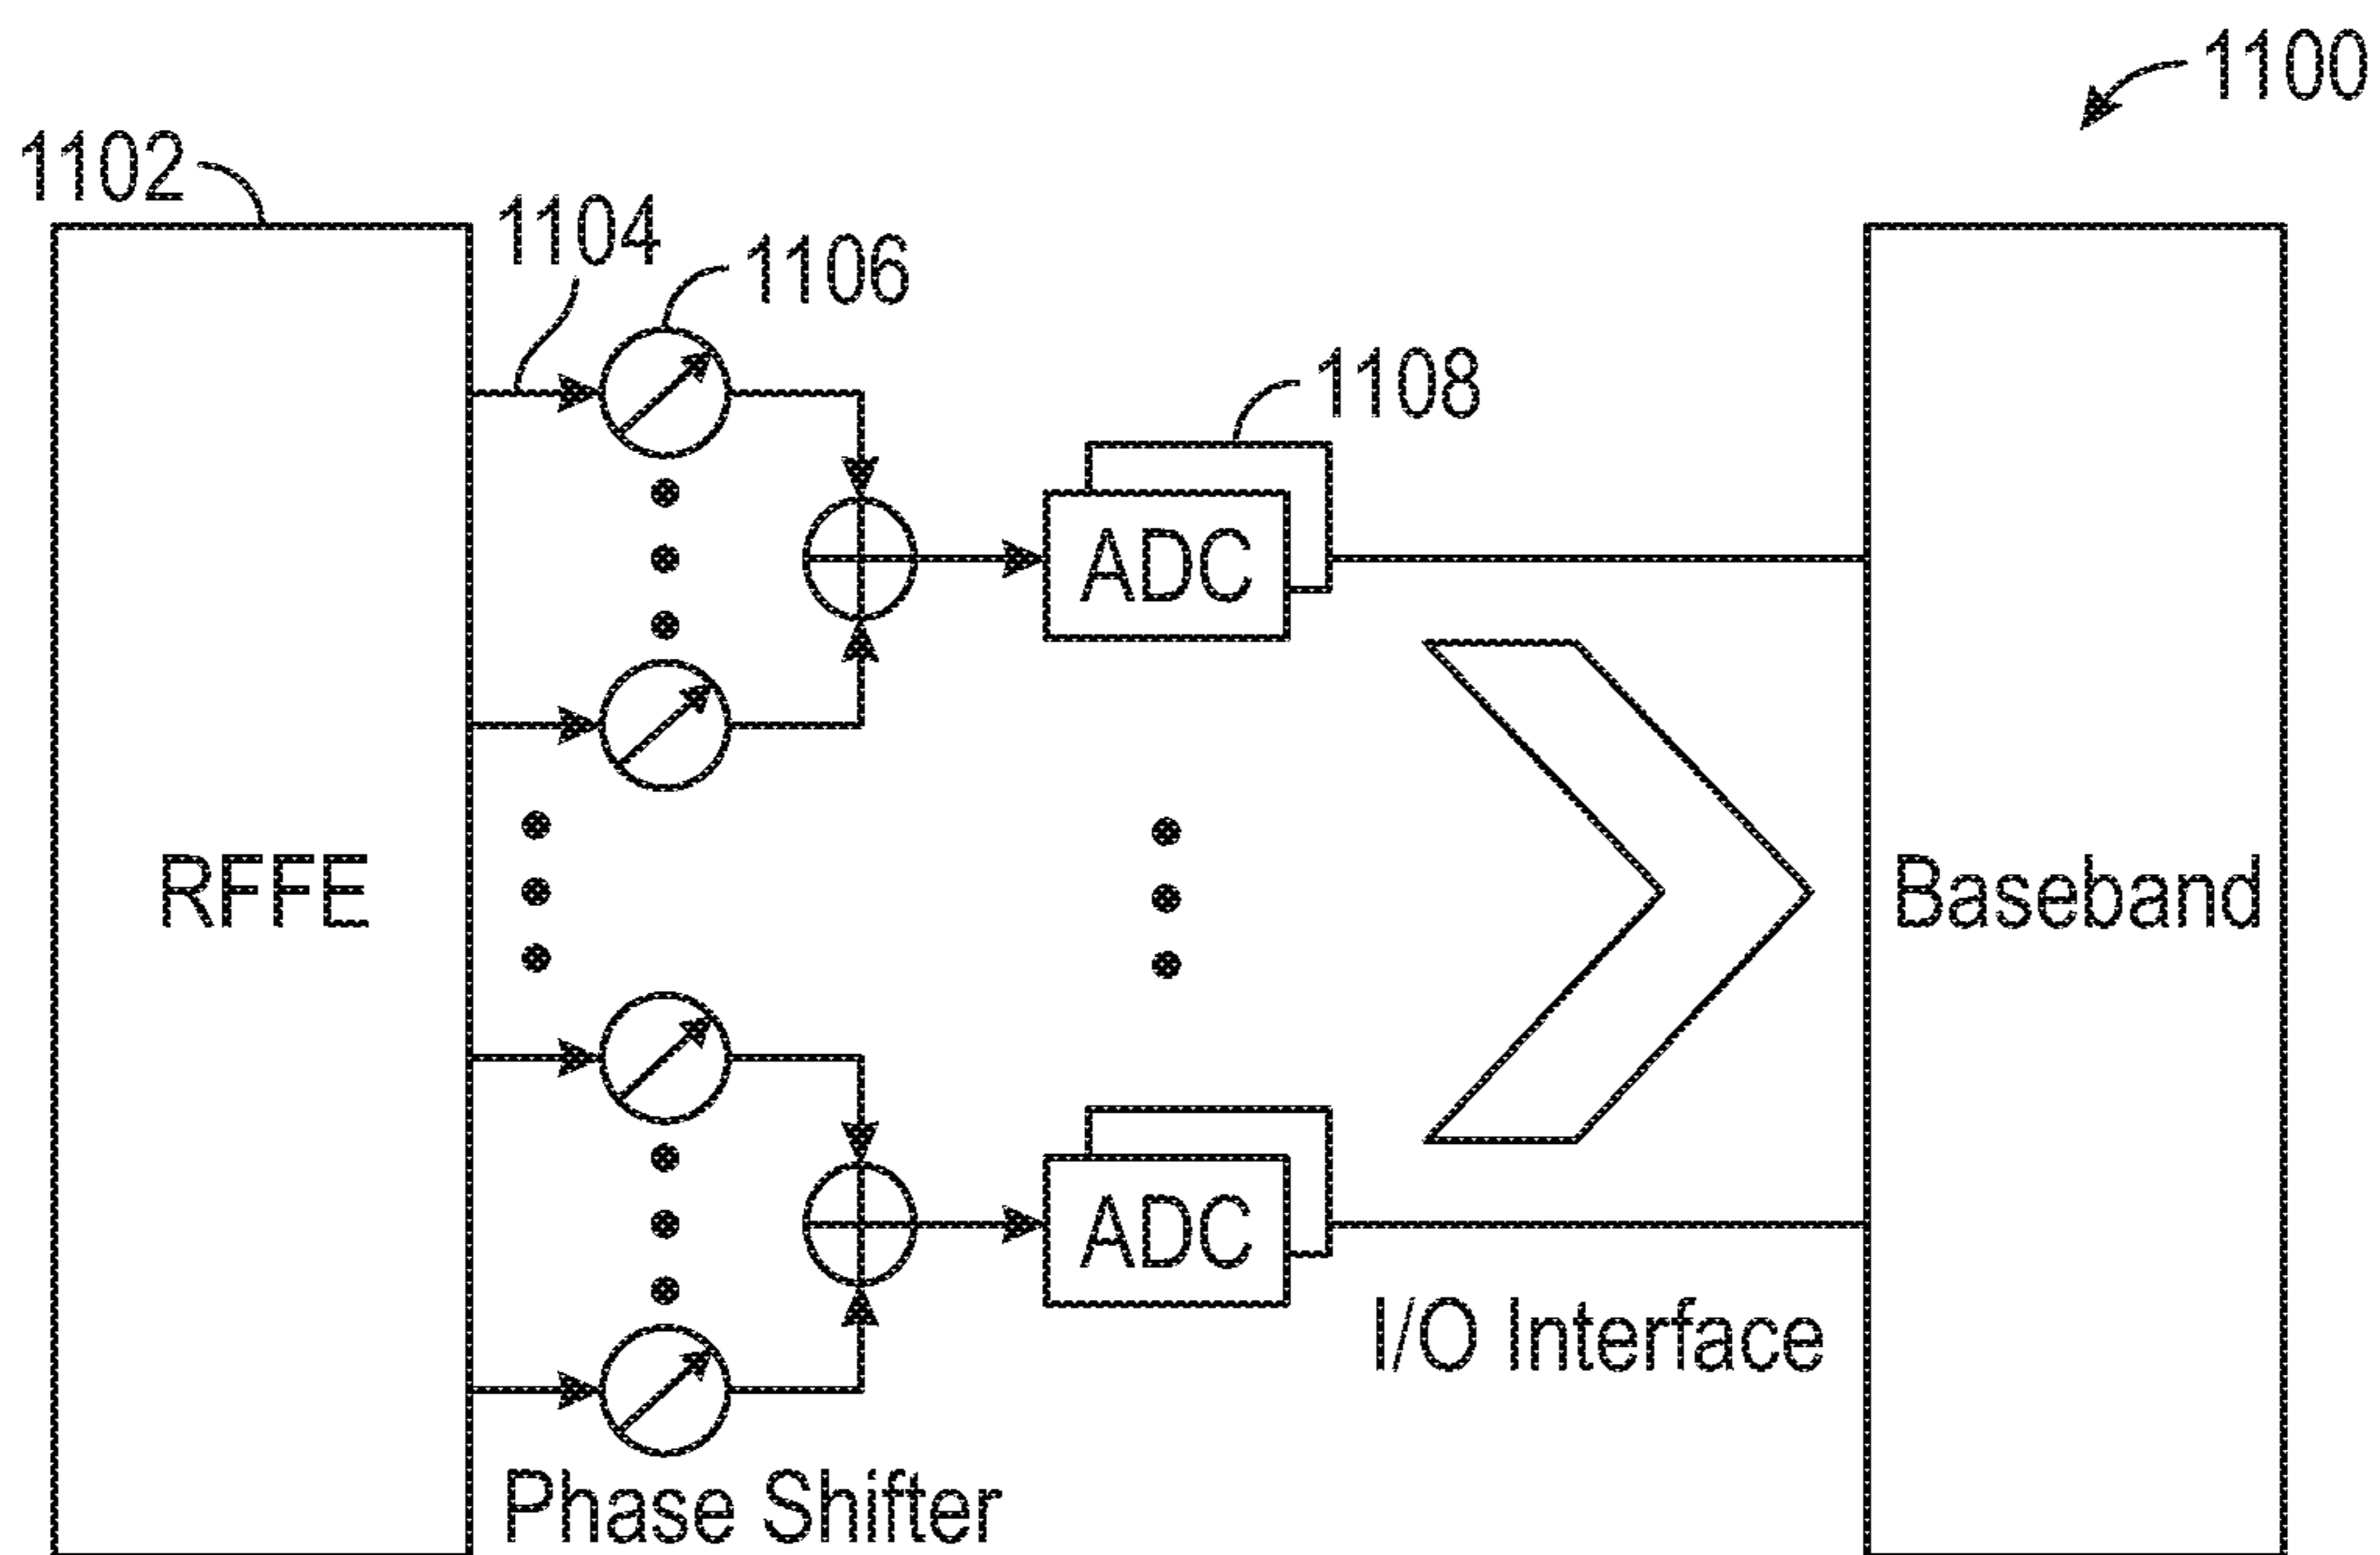 1100
1102
1104
1106
1108
ADC
RFFE
Baseband
ADC
I/O Interface
Phase Shifter